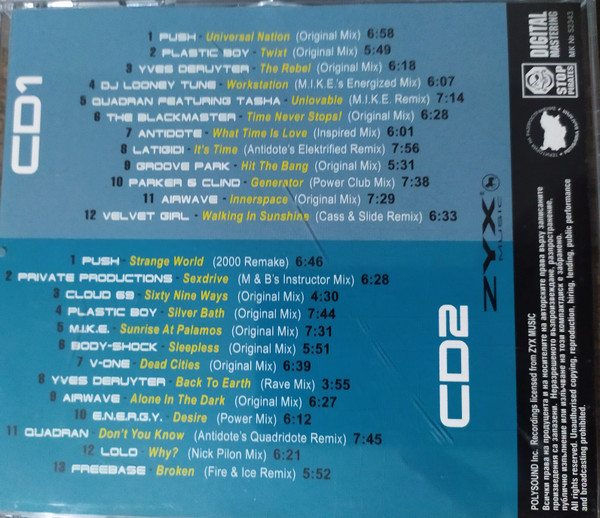 CD1
1 PUSH - Universal Nation (Original Mix) 6:58
2 PLASTIC BOY - Twixt (Original Mix) 5:49
3 YVES DERUYTER - The Rebel (Original Mix) 6:18
4 DJ LOONEY TUNE - Workstation (M.I.K.E.'s Energized Mix) 6:07
5 QUADRAN FEATURING TASHA - Unlovable (M.I.K.E. Remix) 7:14
6 THE BLACKMASTER - Time Never Stops! (Original Mix) 6:28
7 ANTIDOTE - What Time Is Love (Inspired Mix) 6:01
8 LATIGIDI - It's Time (Antidote's Elektrified Remix) 7:56
9 GROOVE PARK - Hit The Bang (Original Mix) 5:31
10 PARKER & CLIND - Generator (Power Club Mix) 7:38
11 AIRWAVE - Innerspace (Original Mix) 7:29
12 VELVET GIRL - Walking In Sunshine (Cass & Slide Remix) 6:33
CD2
1 PUSH - Strange World (2000 Remake) 6:46
2 PRIVATE PRODUCTIONS - Sexdrive (M & B's Instructor Mix) 6:28
3 CLOUD 69 - Sixty Nine Ways (Original Mix) 4:30
4 PLASTIC BOY - Silver Bath (Original Mix) 7:44
5 M.I.K.E. - Sunrise At Palamos (Original Mix) 7:31
6 BODY-SHOCK - Sleepless (Original Mix) 5:51
7 V-ONE - Dead Cities (Original Mix) 6:39
8 YVES DERUYTER - Back To Earth (Rave Mix) 3:55
9 AIRWAVE - Alone In The Dark (Original Mix) 6:27
10 E.N.E.R.G.Y. - Desire (Power Mix) 6:12
11 QUADRAN - Don't You Know (Antidote's Quadridote Remix) 7:45
12 LOLO - Why? (Nick Pilon Mix) 6:21
13 FREEBASE - Broken (Fire & Ice Remix) 5:52
ZYX
MUSIC
DIGITAL
MASTERING
MK № 52343
STOP
PIRATES
POLYSOUND Inc. Recordings licensed from ZYX MUSIC
Всички права на продуцента и на носителите на авторските права върху записаните
произведения са запазени. Неразрешеното възпроизвеждане, разпространение,
публично изпълнение или излъчване на този компактдиск е забранено.
All rights reserved. Unauthorised copying, reproduction, hiring, lending, public performance
and broadcasting prohibited.